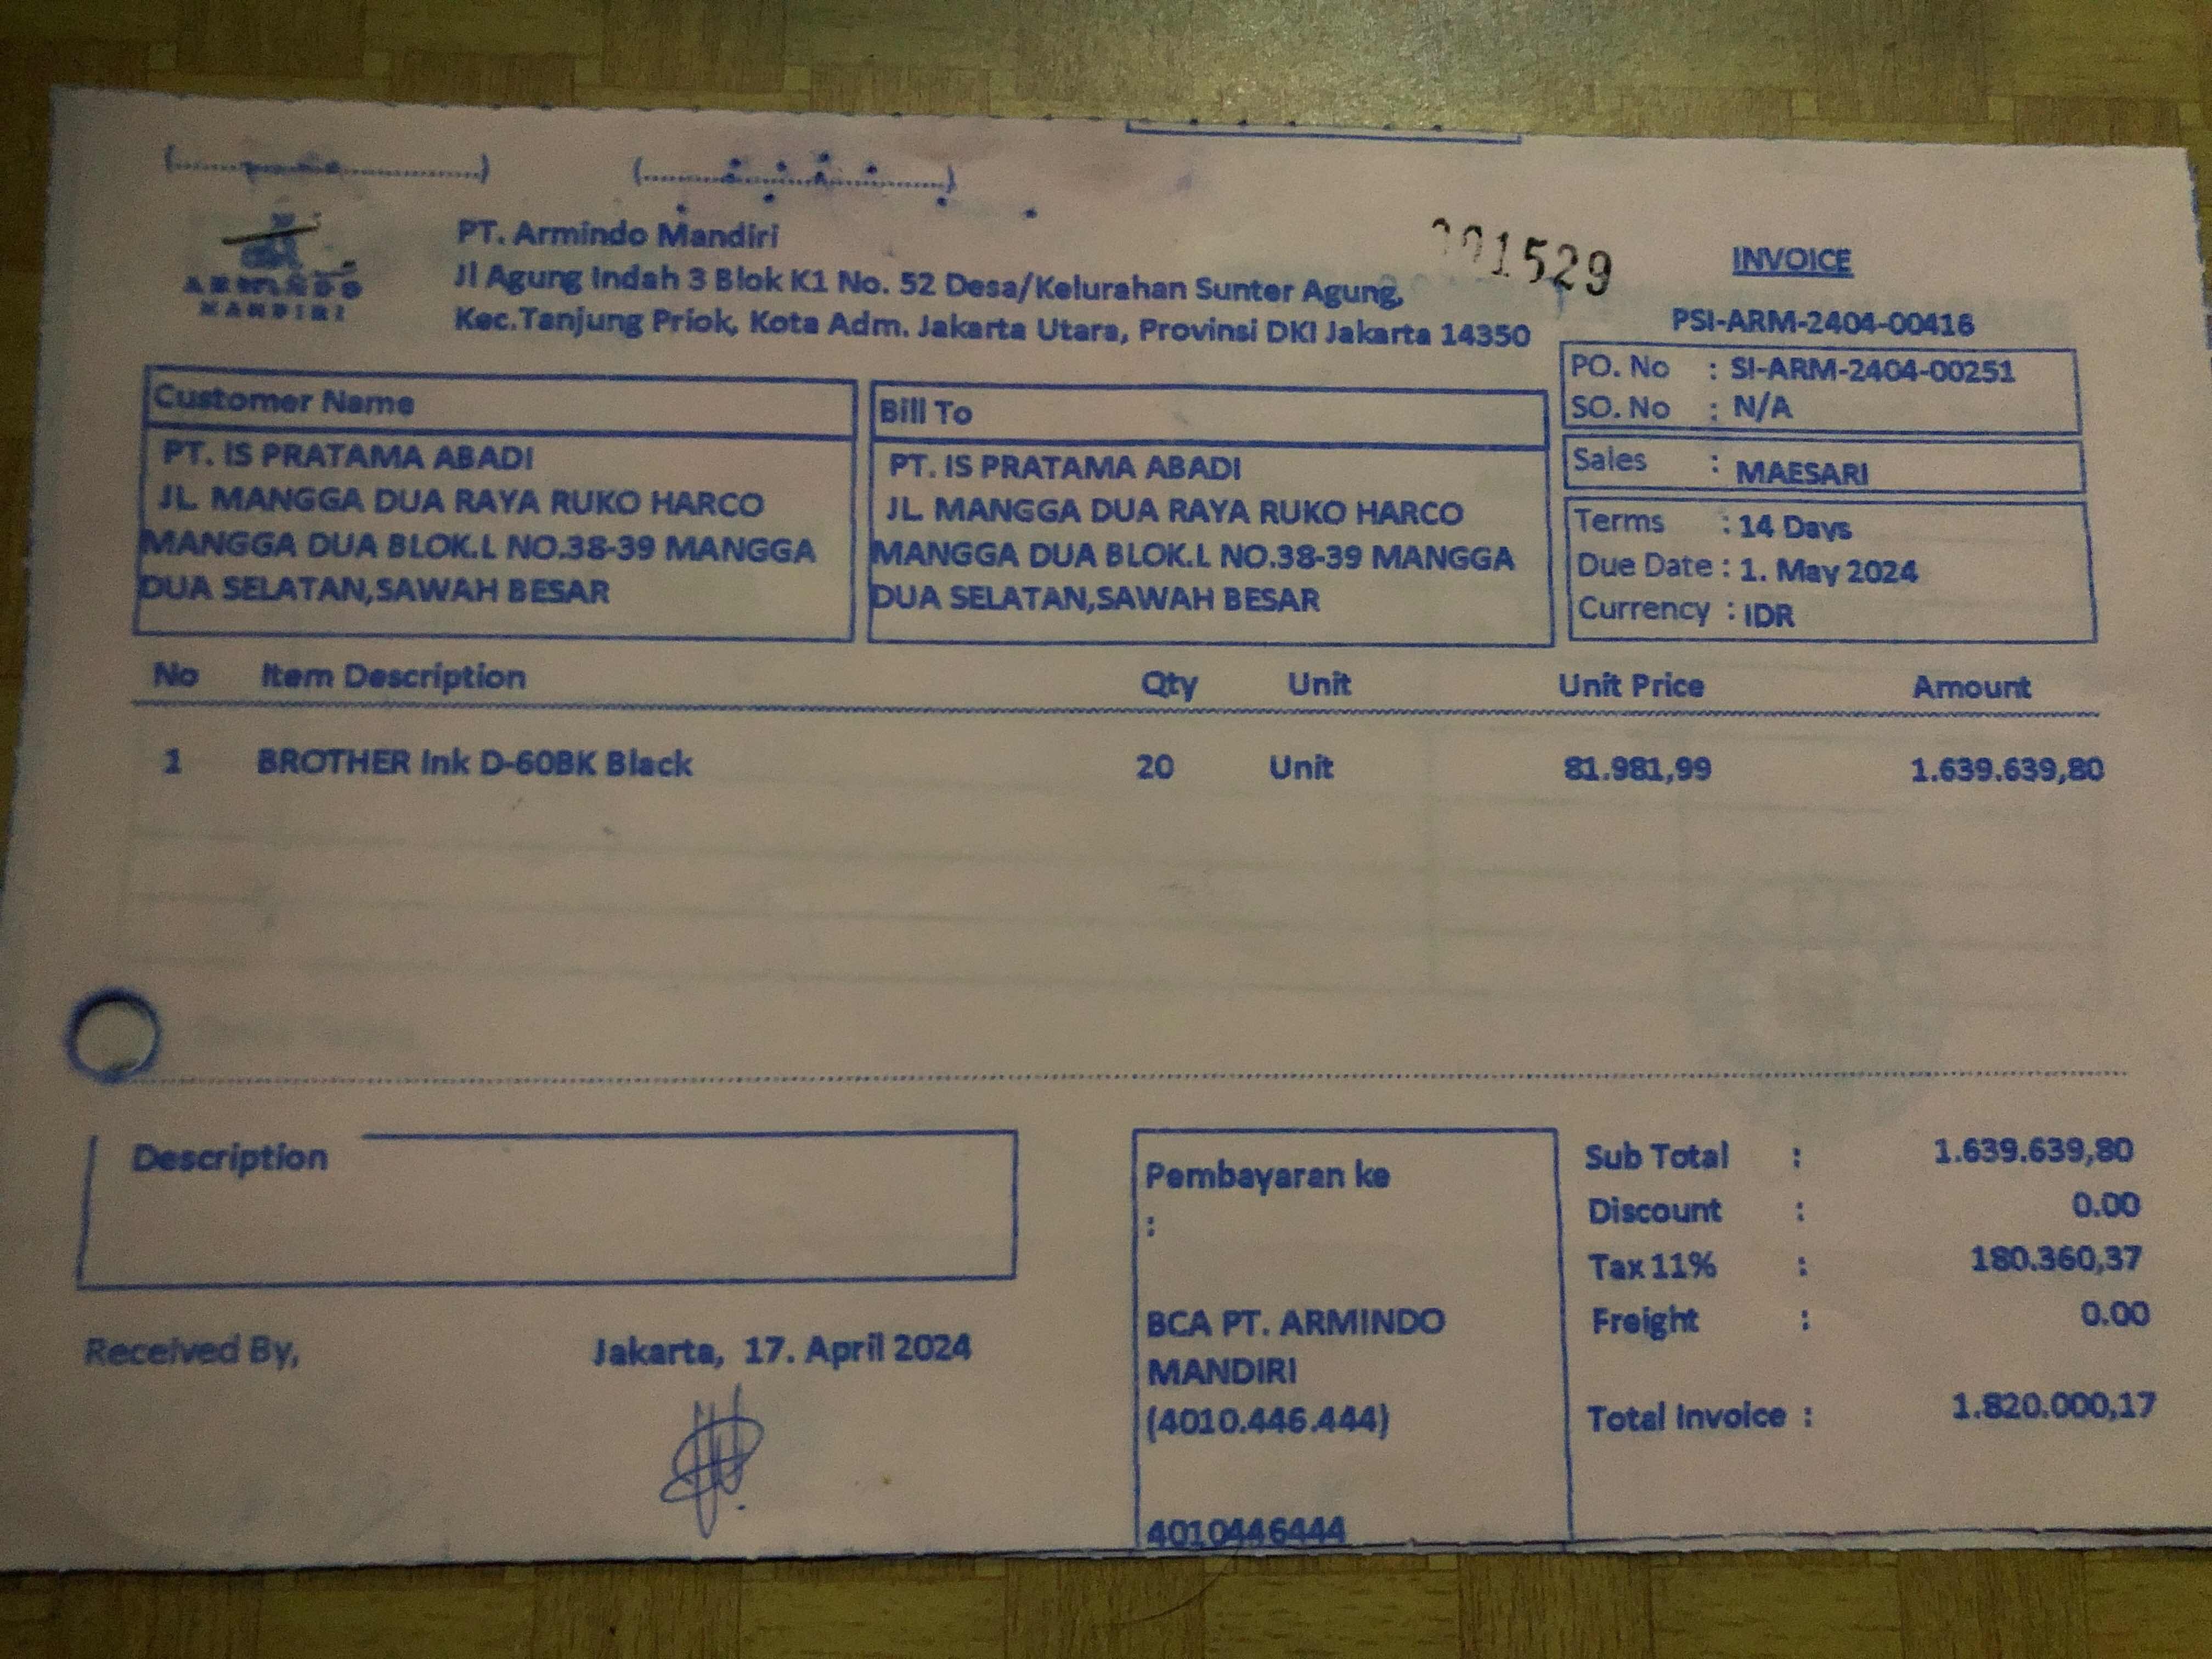 (....................) (....................)
ARMINDO
MANDIRI
PT. Armindo Mandiri
Jl Agung Indah 3 Blok K1 No. 52 Desa/Kelurahan Sunter Agung,
Kec.Tanjung Priok, Kota Adm. Jakarta Utara, Provinsi DKI Jakarta 14350
INVOICE
PSI-ARM-2404-00416
PO. No : SI-ARM-2404-00251
SO. No : N/A
Sales : MAESARI
Terms : 14 Days
Due Date : 1. May 2024
Currency : IDR
Customer Name
PT. IS PRATAMA ABADI
JL. MANGGA DUA RAYA RUKO HARCO
MANGGA DUA BLOK.L NO.38-39 MANGGA
DUA SELATAN,SAWAH BESAR
Bill To
PT. IS PRATAMA ABADI
JL. MANGGA DUA RAYA RUKO HARCO
MANGGA DUA BLOK.L NO.38-39 MANGGA
DUA SELATAN,SAWAH BESAR
No Item Description Qty Unit Unit Price Amount
1 BROTHER Ink D-60BK Black 20 Unit 81.981,99 1.639.639,80
Description
Received By,
Jakarta, 17. April 2024
Pembayaran ke
:
BCA PT. ARMINDO
MANDIRI
(4010.446.444)
4010446444
Sub Total : 1.639.639,80
Discount : 0.00
Tax 11% : 180.360,37
Freight : 0.00
Total Invoice : 1.820.000,17